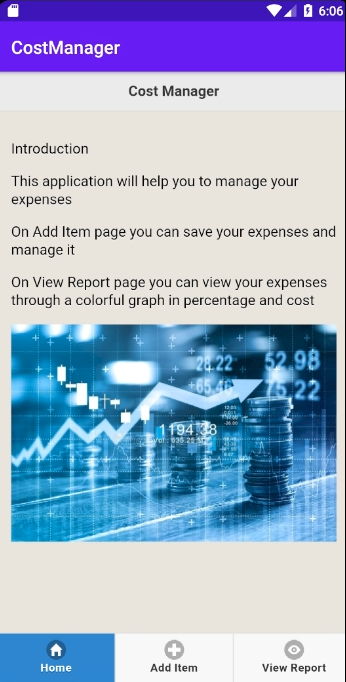 6:06
CostManager
Cost Manager
Introduction
This application will help you to manage your
expenses
On Add Item page you can save your expenses and
manage it
On View Report page you can view your expenses
through a colorful graph in percentage and cost
28.22
52.98
65.40
75.22
1194.38
Home
Add Item
View Report